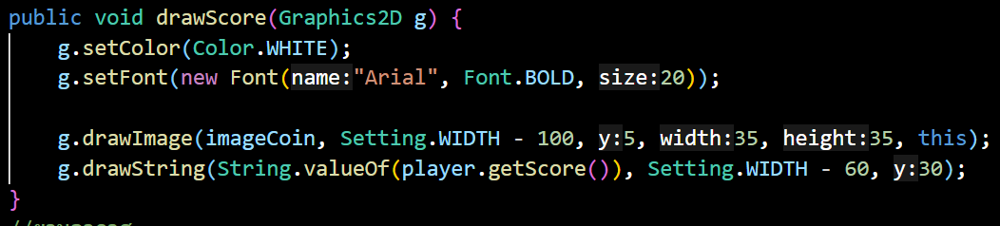 public void drawScore(Graphics2D g) {
g.setColor(Color.WHITE);
g.setFont(new Font(name:"Arial", Font.BOLD, size:20));
g.drawImage(imageCoin, Setting.WIDTH - 100, y:5, width:35, height:35, this);
g.drawString(String.valueOf(player.getScore()), Setting.WIDTH - 60, y:30);
}